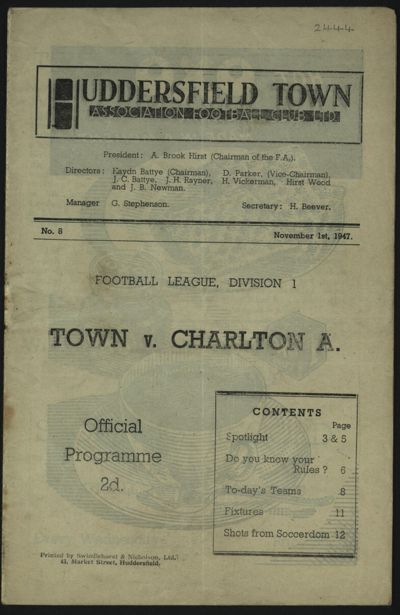 2444
HUDDERSFIELD TOWN
ASSOCIATION FOOTBALL CLUB LTD.
President: A. Brook Hirst (Chairman of the F.A.).
Directors: Haydn Battye (Chairman), D. Parker, (Vice-Chairman),
J. C. Battye, J. H. Rayner, H. Vickerman, Hirst Wood
and J. B. Newman.
Manager G. Stephenson. Secretary: H. Beever.
No. 8 November 1st, 1947.
FOOTBALL LEAGUE, DIVISION 1
TOWN v. CHARLTON A.
Official
Programme
2d.
CONTENTS
Page
Spotlight 3 & 5
Do you know your
Rules ? 6
To-day's Teams 8
Fixtures 11
Shots from Soccerdom 12
Printed by Swindlehurst & Nicholson, Ltd.
41, Market Street, Huddersfield.